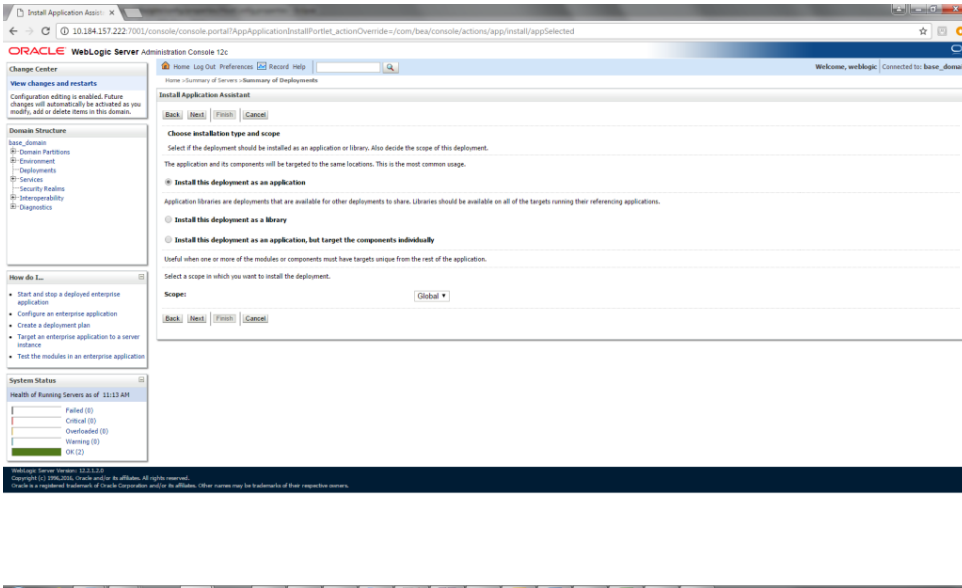 Install Application Assist
10.184.157.222:7001/console/console.portal?AppApplicationInstallPortlet_actionOverride=/com/bea/console/actions/app/install/appSelected
ORACLE WebLogic Server Administration Console 12c
Change Center
View changes and restarts
Configuration editing is enabled. Future
changes will automatically be activated as you
modify, add or delete items in this domain.
Domain Structure
base_domain
Domain Partitions
Environment
Deployments
Services
Security Realms
Interoperability
Diagnostics
How do I...
Start and stop a deployed enterprise
application
Configure an enterprise application
Create a deployment plan
Target an enterprise application to a server
instance
Test the modules in an enterprise application
System Status
Health of Running Servers as of 11:13 AM
Failed (0)
Critical (0)
Overloaded (0)
Warning (0)
OK (2)
Home Log Out Preferences Record Help
Welcome, weblogic Connected to: base_domai
Home >Summary of Servers >Summary of Deployments
Install Application Assistant
Back Next Finish Cancel
Choose installation type and scope
Select if the deployment should be installed as an application or library. Also decide the scope of this deployment.
The application and its components will be targeted to the same locations. This is the most common usage.
Install this deployment as an application
Application libraries are deployments that are available for other deployments to share. Libraries should be available on all of the targets running their referencing applications.
Install this deployment as a library
Install this deployment as an application, but target the components individually
Useful when one or more of the modules or components must have targets unique from the rest of the application.
Select a scope in which you want to install the deployment.
Scope: Global
Back Next Finish Cancel
WebLogic Server Version: 12.2.1.2.0
Copyright (c) 1996,2016, Oracle and/or its affiliates. All rights reserved.
Oracle is a registered trademark of Oracle Corporation and/or its affiliates. Other names may be trademarks of their respective owners.